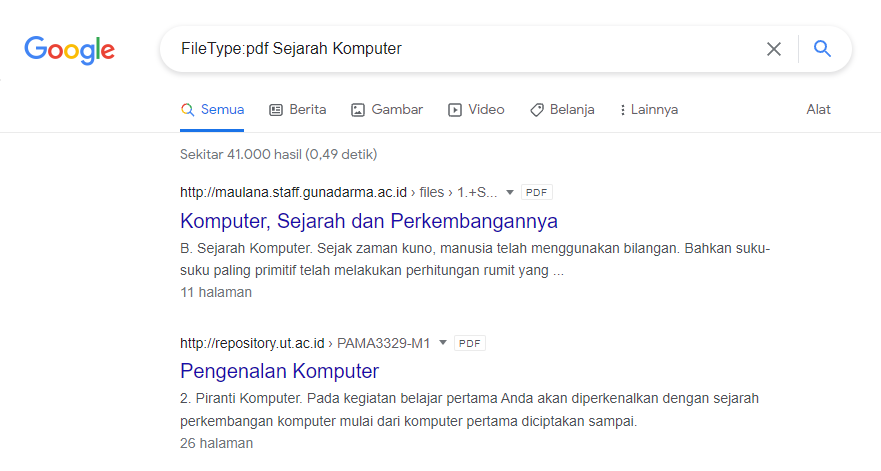 Google
FileType:pdf Sejarah Komputer
Semua Berita Gambar Video Belanja Lainnya Alat
Sekitar 41.000 hasil (0,49 detik)
http://maulana.staff.gunadarma.ac.id › files › 1.+S... PDF
Komputer, Sejarah dan Perkembangannya
B. Sejarah Komputer. Sejak zaman kuno, manusia telah menggunakan bilangan. Bahkan suku-
suku paling primitif telah melakukan perhitungan rumit yang ...
11 halaman
http://repository.ut.ac.id › PAMA3329-M1 PDF
Pengenalan Komputer
2. Piranti Komputer. Pada kegiatan belajar pertama Anda akan diperkenalkan dengan sejarah
perkembangan komputer mulai dari komputer pertama diciptakan sampai.
26 halaman